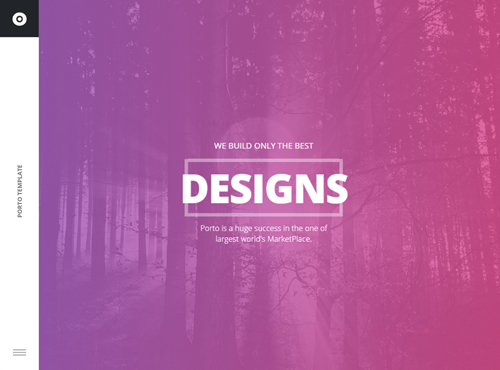 PORTO TEMPLATE
WE BUILD ONLY THE BEST
DESIGNS
Porto is a huge success in the one of
largest world's MarketPlace.